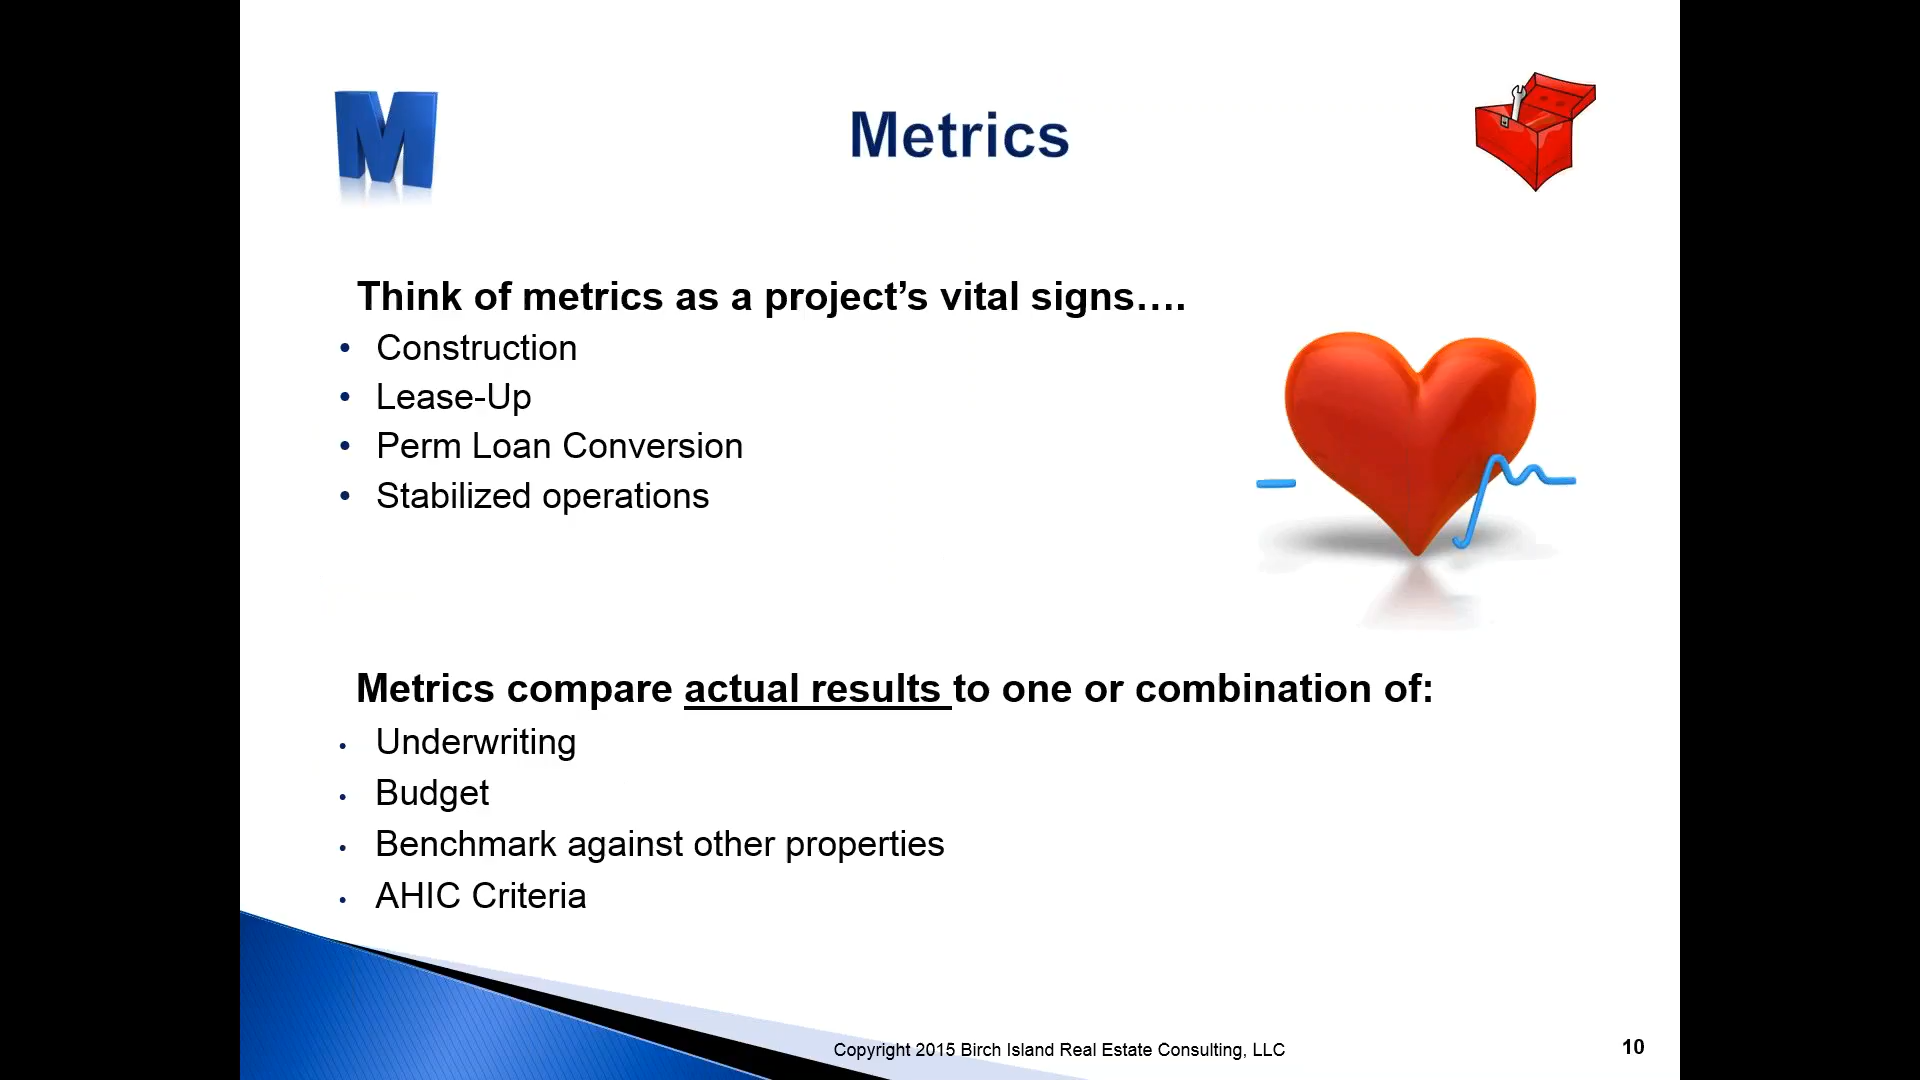 M
Metrics
Think of metrics as a project’s vital signs….
• Construction
• Lease-Up
• Perm Loan Conversion
• Stabilized operations
Metrics compare actual results to one or combination of:
• Underwriting
• Budget
• Benchmark against other properties
• AHIC Criteria
Copyright 2015 Birch Island Real Estate Consulting, LLC
10